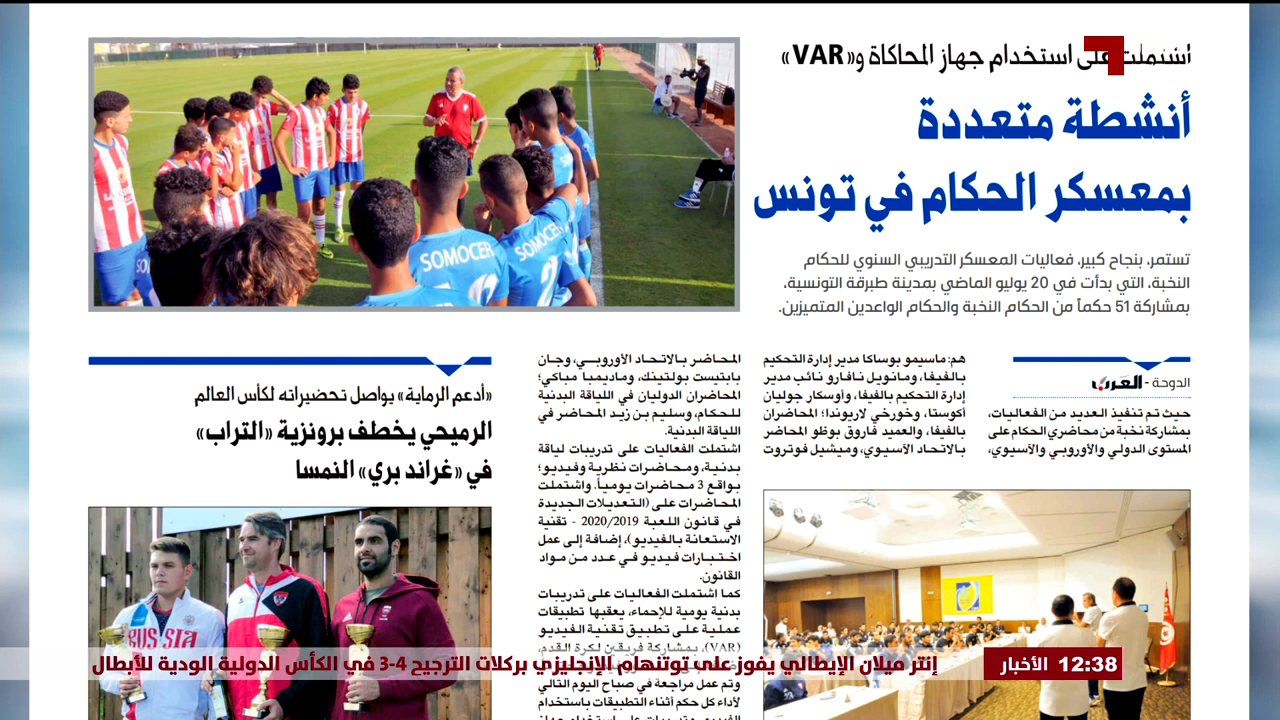 اشتملت على استخدام جهاز المحاكاة و«VAR»
أنشطة متعددة
بمعسكر الحكام في تونس
تستمر، بنجاح كبير، فعاليات المعسكر التدريبي السنوي للحكام
النخبة، التي بدأت في 20 يوليو الماضي بمدينة طبرقة التونسية،
بمشاركة 51 حكماً من الحكام النخبة والحكام الواعدين المتميزين.
SOMOCER
SOMOCER
الدوحة - العرب
حيث تم تنفيذ العديد من الفعاليات،
بمشاركة نخبة من محاضري الحكام على
المستوى الدولي والأوروبي والآسيوي،
هم: ماسيمو بوساكا مدير إدارة التحكيم
بالفيفا، ومانويل نافارو نائب مدير
إدارة التحكيم بالفيفا، وأوسكار جوليان
أكوستا، وخورخي لاريوندا؛ المحاضران
بالفيفا، والعميد فاروق بوظو المحاضر
بالاتحاد الآسيوي، وميشيل فوتروت
المحاضر بالاتحاد الأوروبي، وجان
بابتيست بولتينك، وماديمبا مباكي؛
المحاضران الدوليان في اللياقة البدنية
للحكام، وسليم بن زيد المحاضر في
اللياقة البدنية.
اشتملت الفعاليات على تدريبات لياقة
بدنية، ومحاضرات نظرية وفيديو؛
بواقع 3 محاضرات يومياً. واشتملت
المحاضرات على (التعديلات الجديدة
في قانون اللعبة 2020/2019 - تقنية
الاستعانة بالفيديو)، إضافة إلى عمل
اختبارات فيديو في عدد من مواد
القانون.
كما اشتملت الفعاليات على تدريبات
بدنية يومية للإحماء، يعقبها تطبيقات
عملية على تطبيق تقنية الفيديو
(VAR)، بمشاركة فريقين لكرة القدم،
وتم عمل مراجعة في صباح اليوم التالي
لأداء كل حكم أثناء التطبيقات باستخدام
«أدعم الرماية» يواصل تحضيراته لكأس العالم
الرميحي يخطف برونزية «التراب»
في «غراند بري» النمسا
RUSSIA
12:38 الأخبار
إنتر ميلان الإيطالي يفوز على توتنهام الإنجليزي بركلات الترجيح 4-3 في الكأس الدولية الودية للأبطال